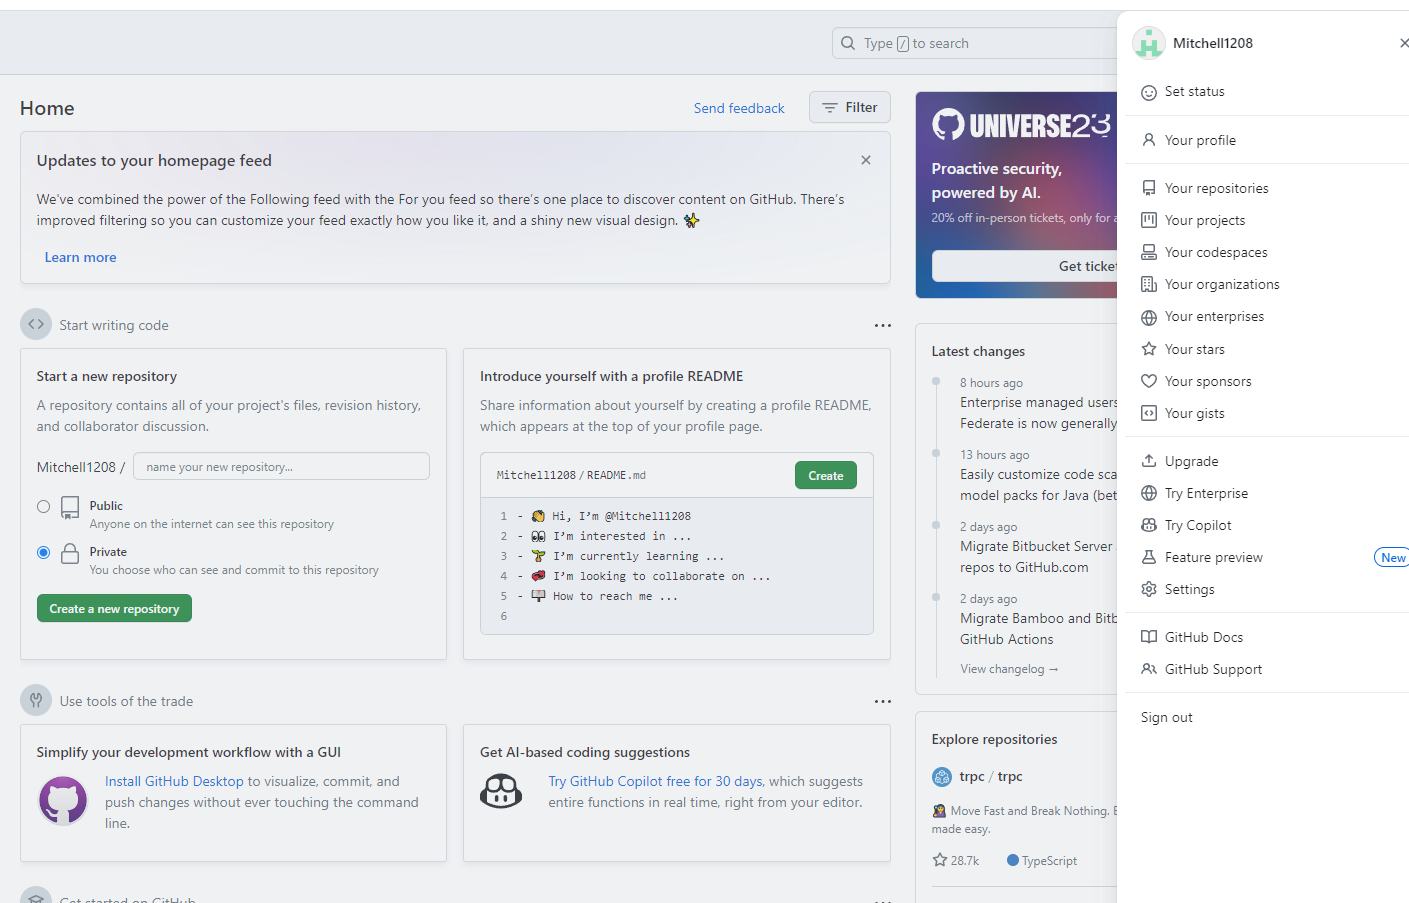 Type / to search
Home
Send feedback
Filter
Updates to your homepage feed
We've combined the power of the Following feed with the For you feed so there's one place to discover content on GitHub. There's
improved filtering so you can customize your feed exactly how you like it, and a shiny new visual design. ✨
Learn more
Start writing code
Start a new repository
A repository contains all of your project's files, revision history,
and collaborator discussion.
Mitchell1208 /
name your new repository...
Public
Anyone on the internet can see this repository
Private
You choose who can see and commit to this repository
Create a new repository
Introduce yourself with a profile README
Share information about yourself by creating a profile README,
which appears at the top of your profile page.
Mitchell1208 / README.md
Create
1 - 👋 Hi, I'm @Mitchell1208
2 - 👀 I'm interested in ...
3 - 🌱 I'm currently learning ...
4 - 💞️ I'm looking to collaborate on ...
5 - 📫 How to reach me ...
6
Use tools of the trade
Simplify your development workflow with a GUI
Install GitHub Desktop to visualize, commit, and
push changes without ever touching the command
line.
Get AI-based coding suggestions
Try GitHub Copilot free for 30 days, which suggests
entire functions in real time, right from your editor.
Get started on GitHub
UNIVERSE23
Proactive security,
powered by AI.
20% off in-person tickets, only for
Get
Latest changes
8 hours ago
Enterprise managed users
Federate is now generally
13 hours ago
Easily customize code
model packs for Java
2 days ago
Migrate Bitbucket Server
repos to GitHub.com
2 days ago
Migrate Bamboo and
GitHub Actions
View changelog →
Explore repositories
trpc / trpc
🧙‍♀️ Move Fast and Break Nothing.
made easy.
28.7k
TypeScript
Mitchell1208
Set status
Your profile
Your repositories
Your projects
Your codespaces
Your organizations
Your enterprises
Your stars
Your sponsors
Your gists
Upgrade
Try Enterprise
Try Copilot
Feature preview
New
Settings
GitHub Docs
GitHub Support
Sign out